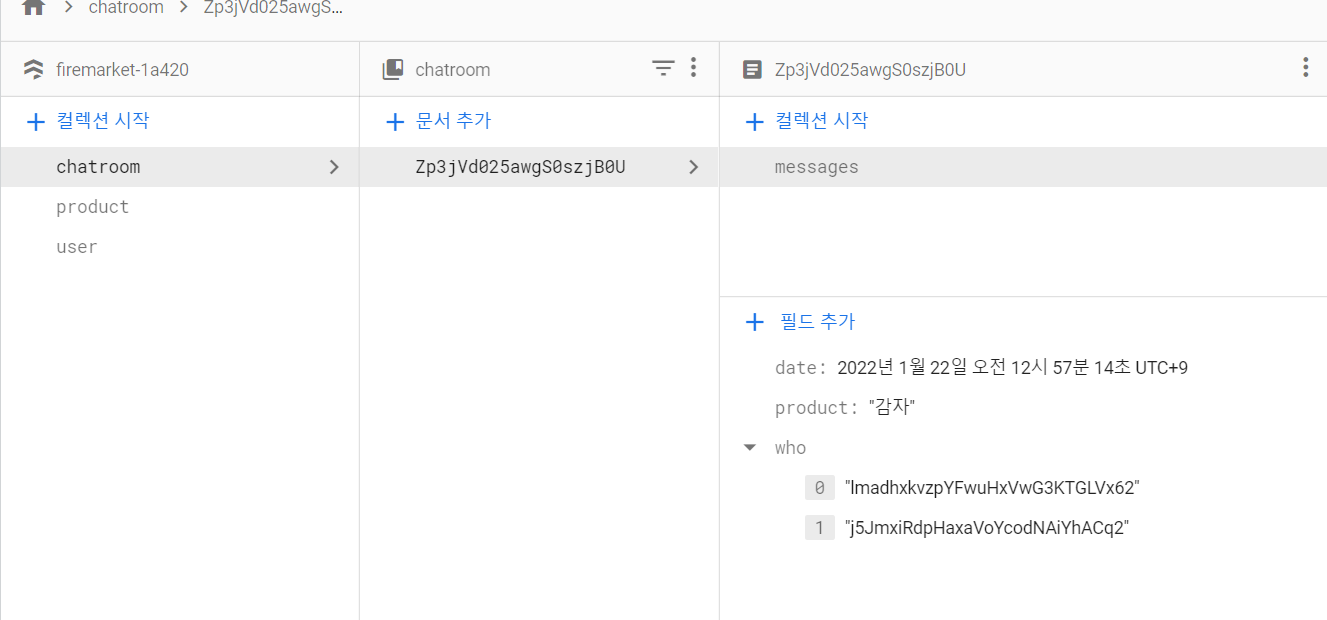 chatroom > Zp3jVd025awgS...
firemarket-1a420
+ 컬렉션 시작
chatroom
product
user
chatroom
+ 문서 추가
Zp3jVd025awgS0szjB0U
Zp3jVd025awgS0szjB0U
+ 컬렉션 시작
messages
+ 필드 추가
date: 2022년 1월 22일 오전 12시 57분 14초 UTC+9
product: "감자"
who
0 "lmadhxkvzpYFwuHxVwG3KTGLVx62"
1 "j5JmxiRdpHaxaVoYcodNAiYhACq2"